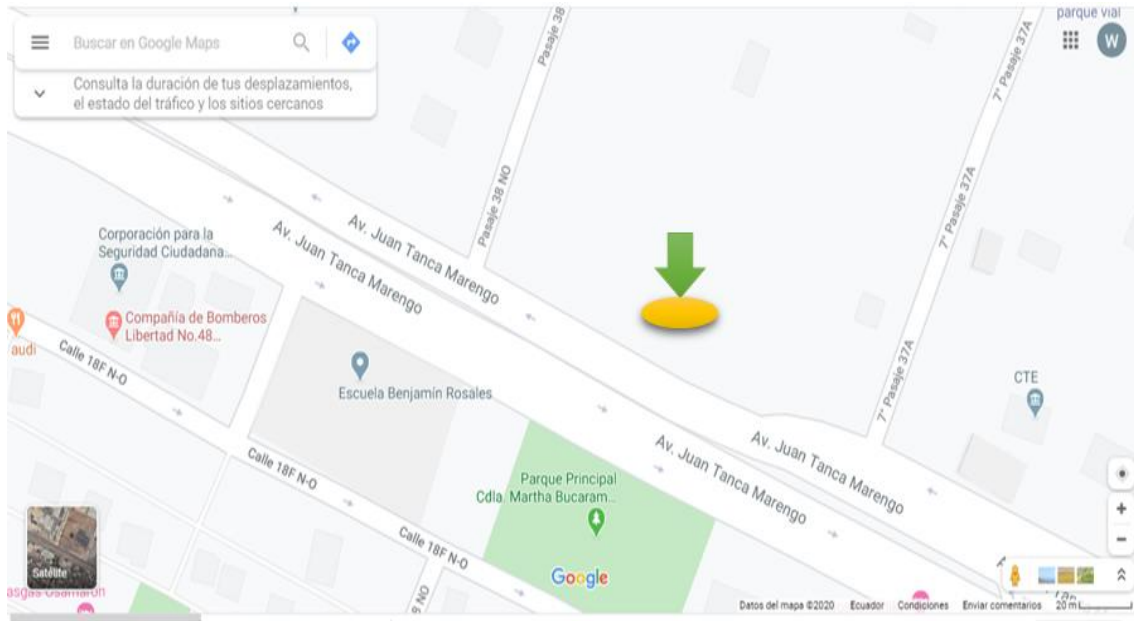 parque vial
Buscar en Google Maps
W
Consulta la duración de tus desplazamientos,
el estado del tráfico y los sitios cercanos
Pasaje 38
7° Pasaje 37A
Pasaje 38 NO
7° Pasaje 37A
Av. Juan Tanca Marengo
Av. Juan Tanca Marengo
Corporación para la
Seguridad Ciudadana...
Compañía de Bomberos
Libertad No.48...
audi
Calle 18F N-O
Escuela Benjamín Rosales
7° Pasaje 37A
CTE
Av. Juan Tanca Marengo
Av. Juan Tanca Marengo
Calle 18F N-O
Parque Principal
Cdla. Martha Bucaram...
Calle 18F N-O
Google
Satélite
NO
Datos del mapa ©2020 Ecuador Condiciones Enviar comentarios 20 m